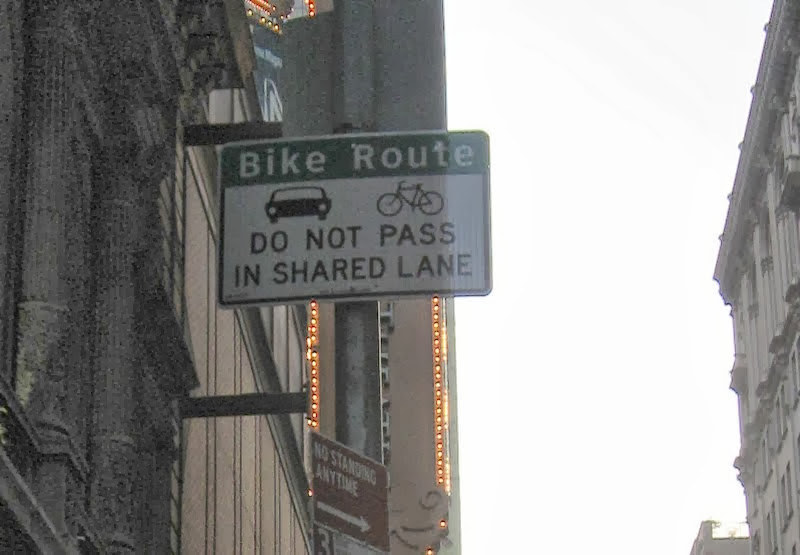 Bike Route
DO NOT PASS
IN SHARED LANE
NO STANDING
ANYTIME